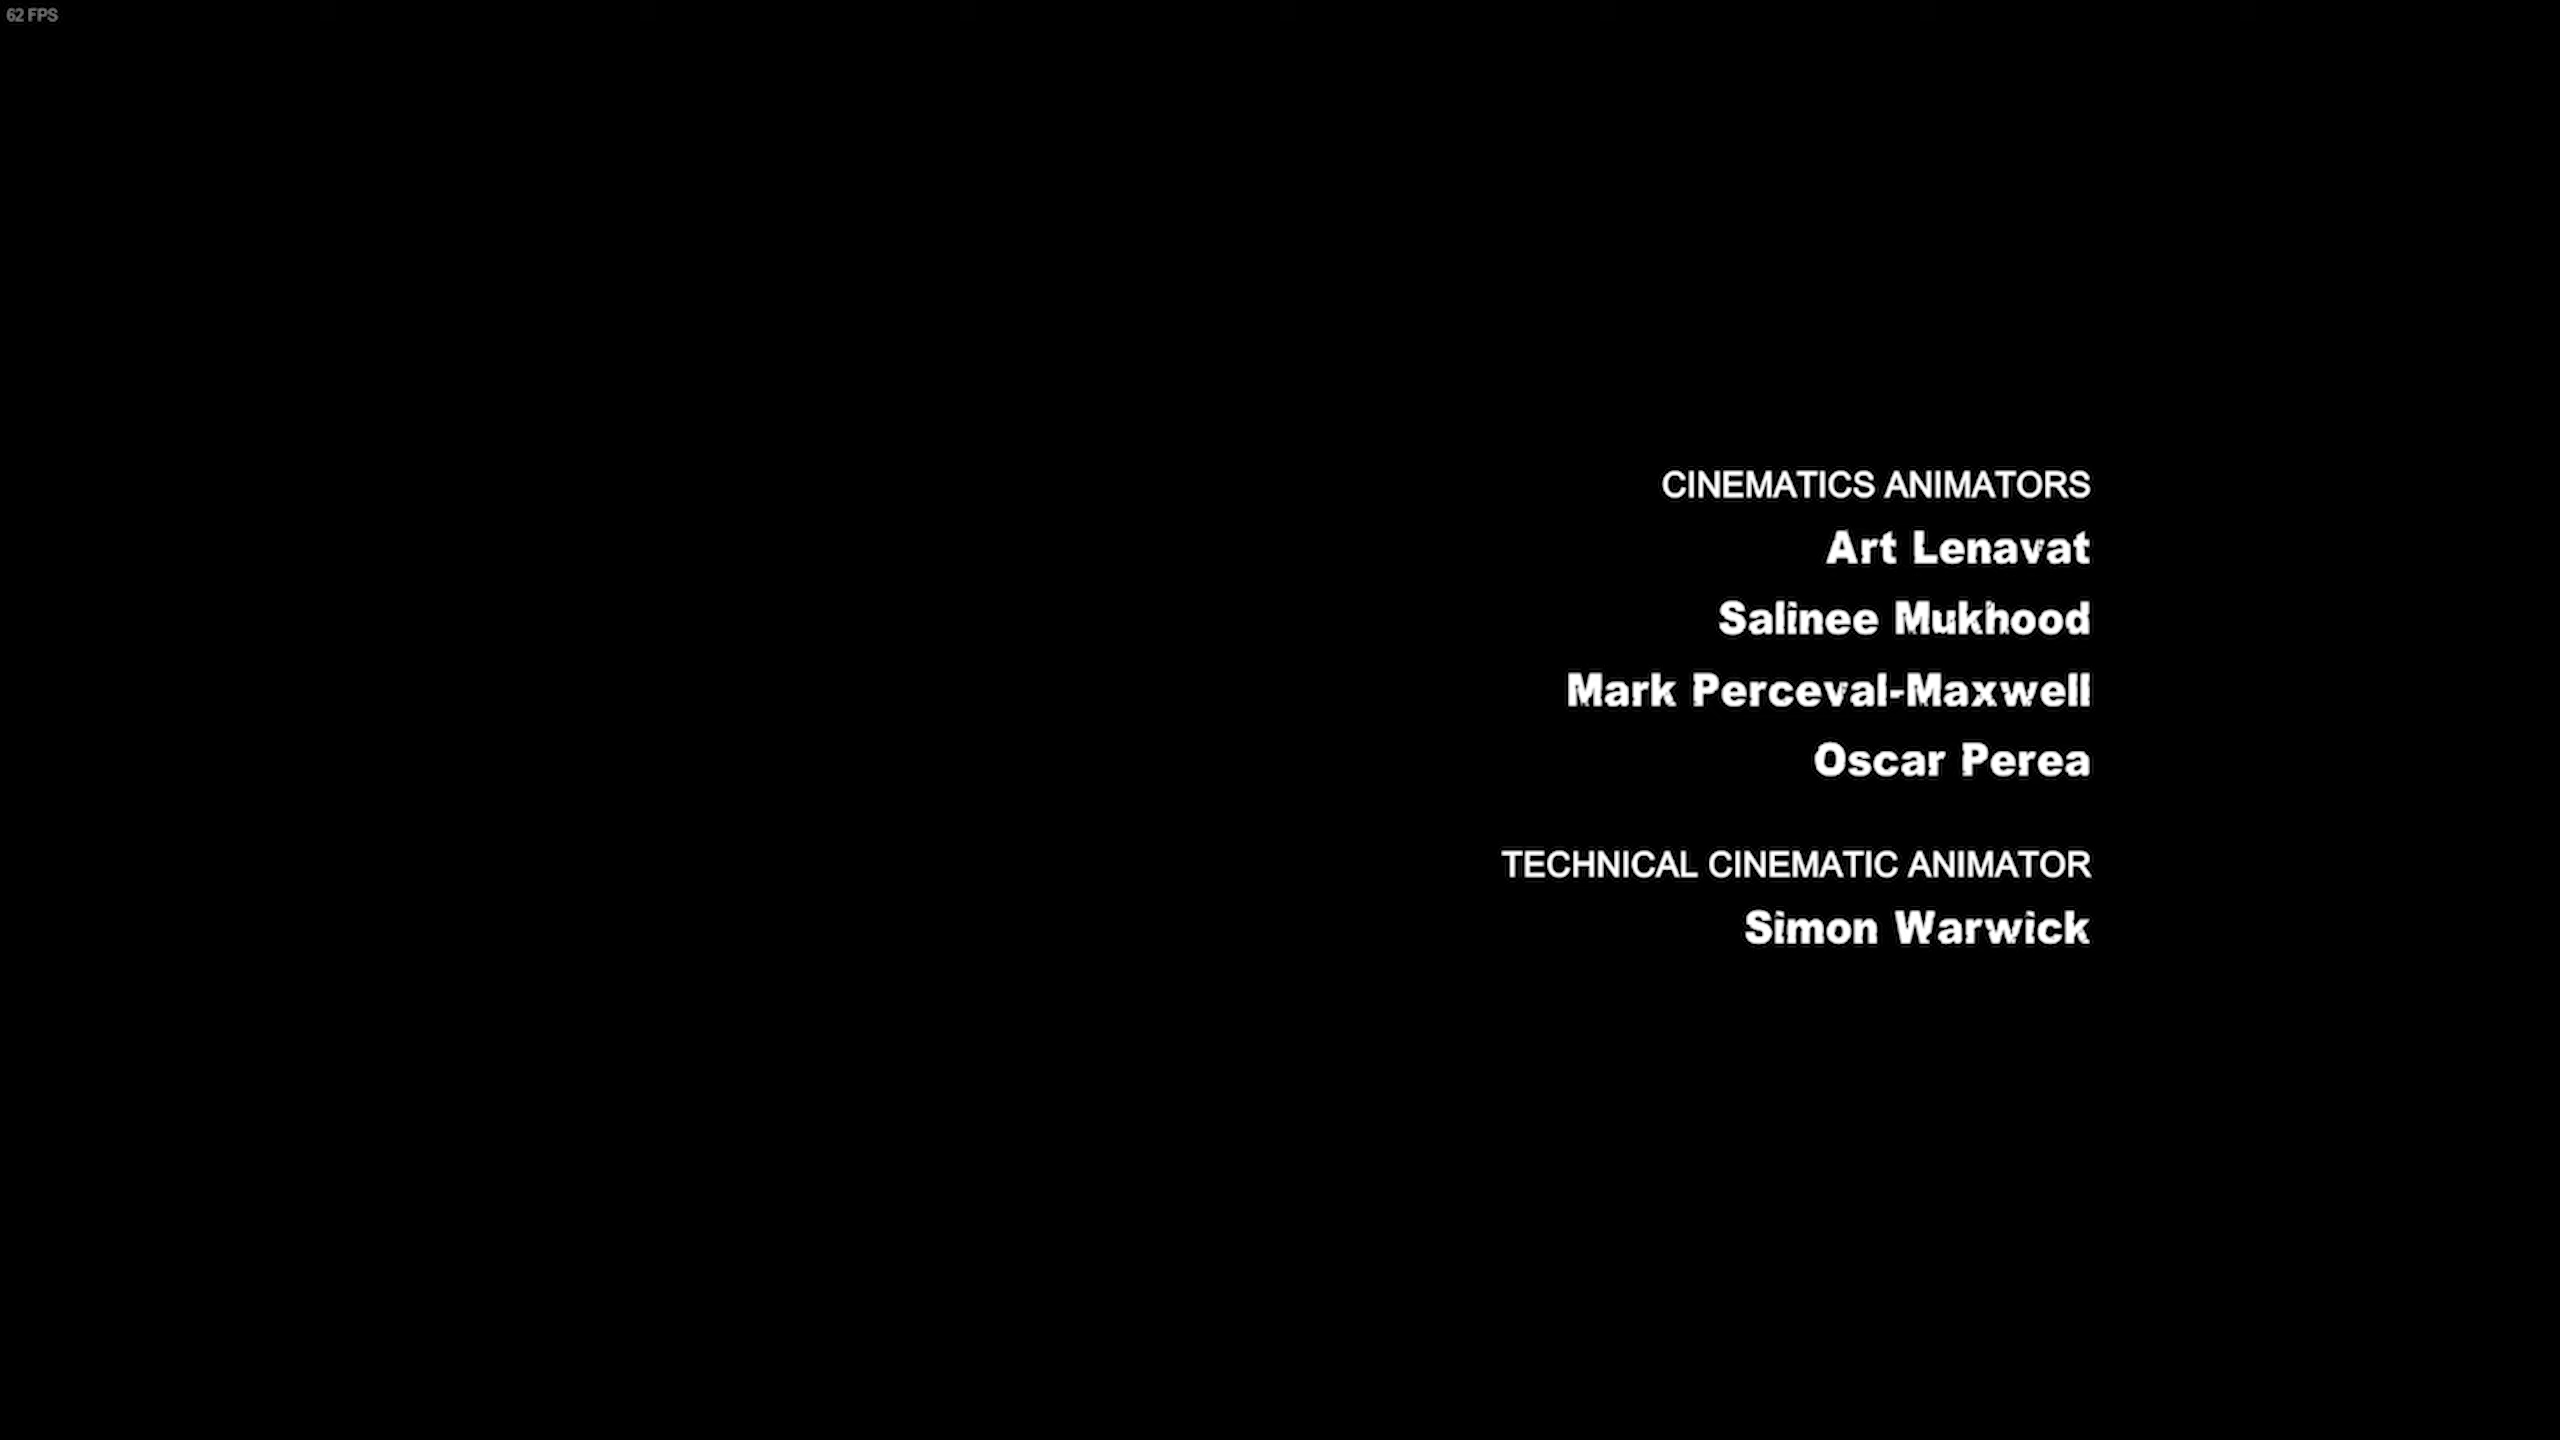 62 FPS
CINEMATICS ANIMATORS
Art Lenavat
Salinee Mukhood
Mark Perceval-Maxwell
Oscar Perea
TECHNICAL CINEMATIC ANIMATOR
Simon Warwick